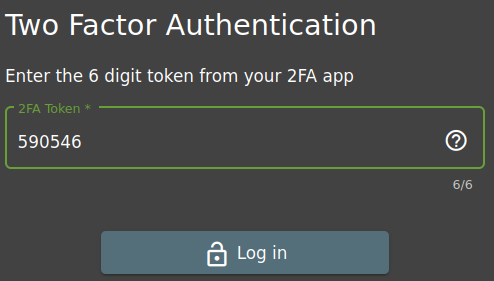 Two Factor Authentication
Enter the 6 digit token from your 2FA app
2FA Token *
590546
6/6
Log in